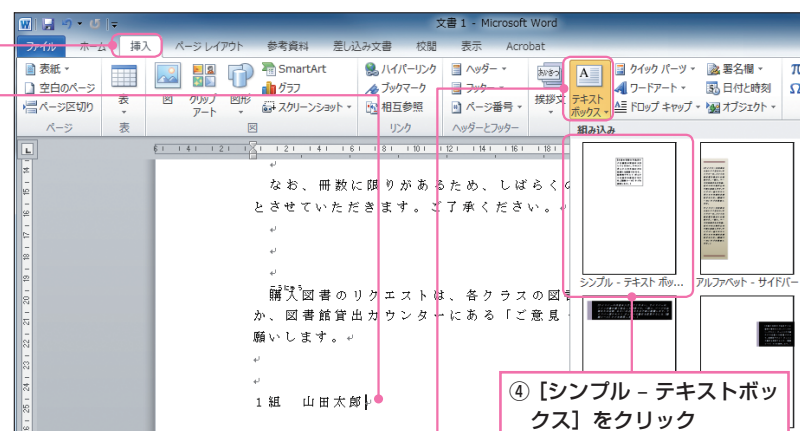 文書 1 - Microsoft Word
ファイル ホーム 挿入 ページ レイアウト 参考資料 差し込み文書 校閲 表示 Acrobat
表紙
空白のページ
ページ区切り
ページ
表
表
図
クリップ アート
図形
SmartArt
グラフ
スクリーンショット
図
ハイパーリンク
ブックマーク
相互参照
リンク
ヘッダー
フッター
ページ番号
ヘッダーとフッター
あいさつ
挨拶文
A
テキスト ボックス
クイック パーツ
ワードアート
ドロップ キャップ
署名欄
日付と時刻
オブジェクト
π
Ω
組み込み
シンプル - テキスト ボッ...
アルファベット - サイドバー
なお、冊数に限りがあるため、しばらくの
とさせていただきます。ご了承ください。
こうにゅう
購入図書のリクエストは、各クラスの図書
か、図書館貸出カウンターにある「ご意見
願いします。
1組 山田太郎
④［シンプル – テキストボッ
クス］をクリック